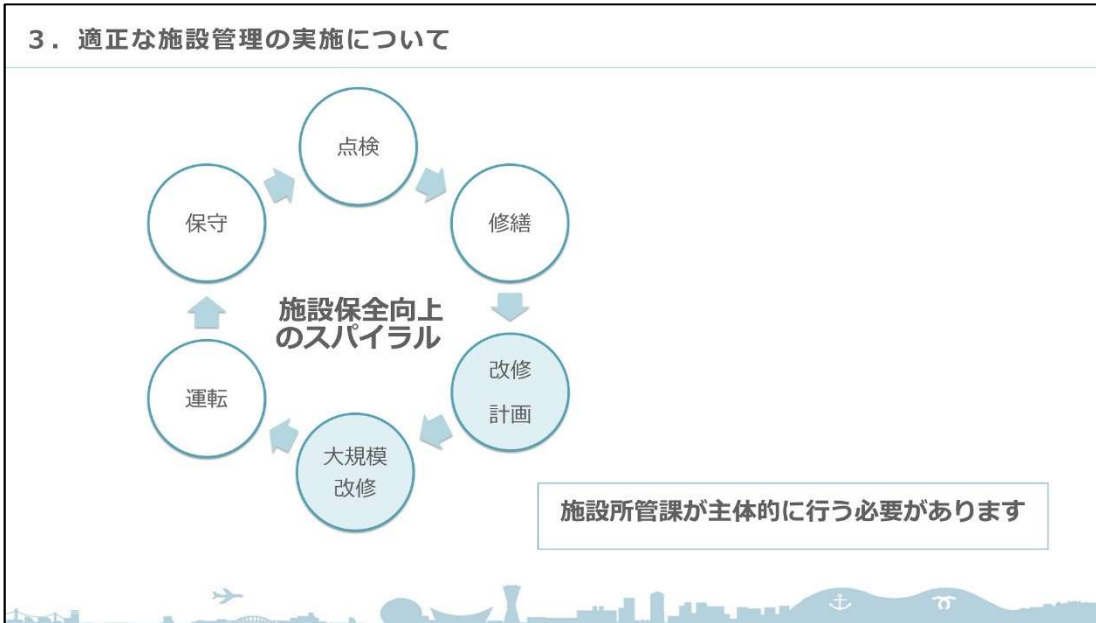 ３．適正な施設管理の実施について
点検
保守
修繕
施設保全向上
のスパイラル
改修
計画
運転
大規模
改修
施設所管課が主体的に行う必要があります